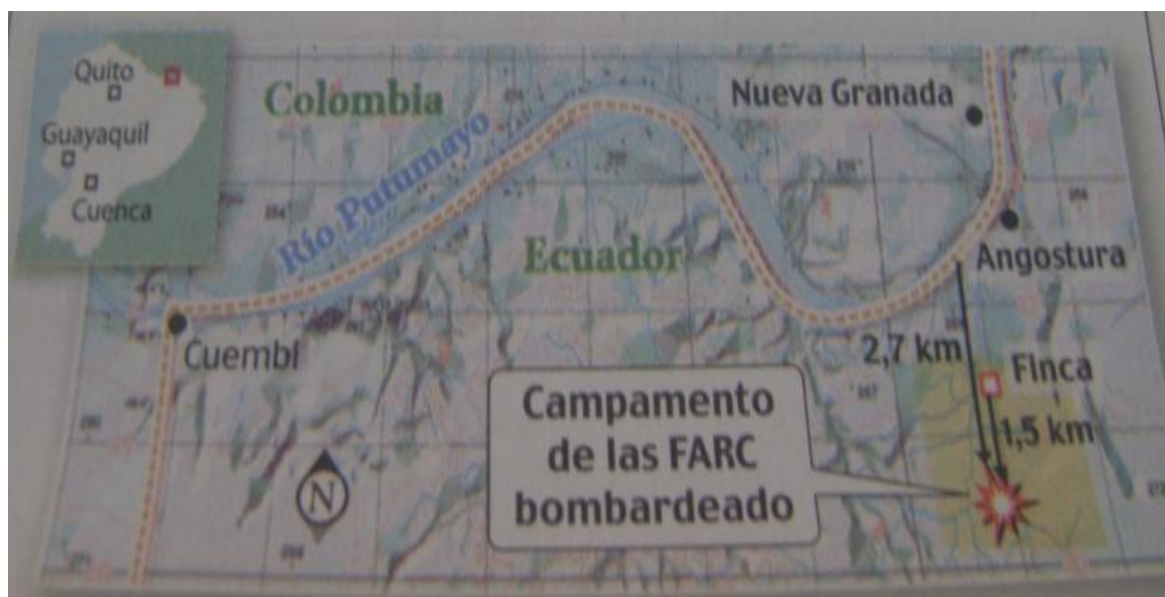 Quito
Guayaquil
Cuenca
Colombia
Río Putumayo
Nueva Granada
Ecuador
Angostura
Cuembl
2,7 km
Finca
1,5 km
Campamento
de las FARC
bombardeado
N